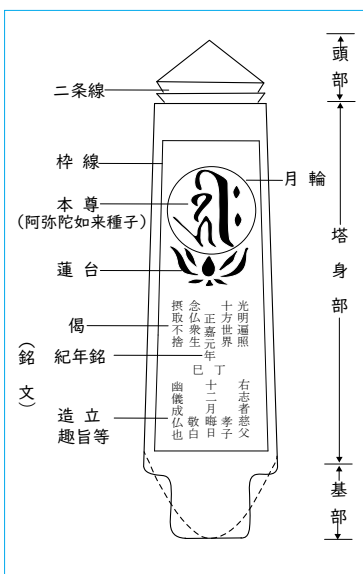 頭部
二条線
枠線
月輪
本尊
(阿弥陀如来種子)
塔身部
蓮台
偈
(銘文)
紀年銘
造立
趣旨等
基部
光明遍照
十方世界
念仏衆生
摂取不捨
正嘉元年
丁
巳
十二月晦日
右志者慈父
孝子
敬白
幽儀成仏也